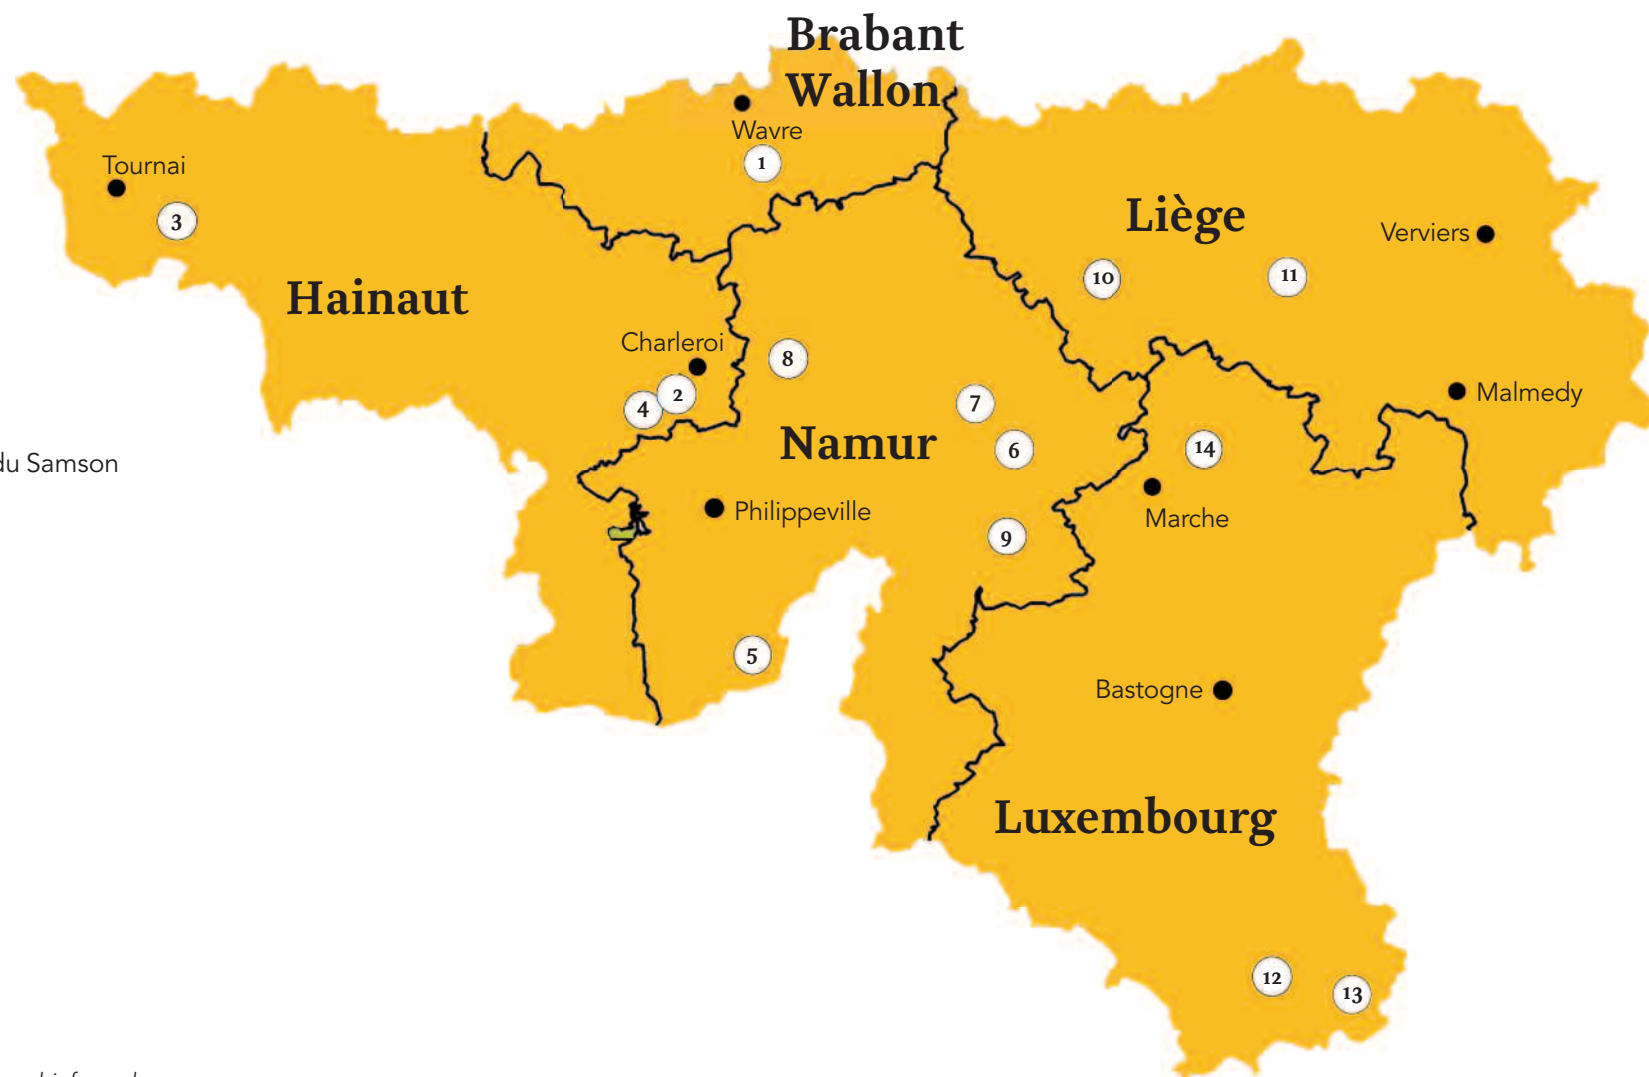 Brabant
Wallon
Wavre
1
Tournai
3
Liège
Verviers
10
11
Hainaut
Charleroi
8
2
4
7
Malmedy
Namur
6
14
du Samson
Marche
Philippeville
9
5
Bastogne
Luxembourg
12
13